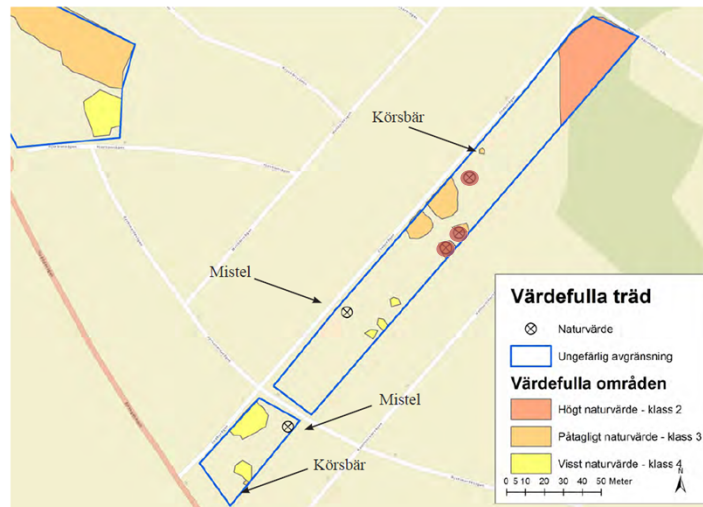 Körsbär
Mistel
Mistel
Körsbär
Värdefulla träd
Naturvärde
Ungefärlig avgränsning
Värdefulla områden
Högt naturvärde - klass 2
Påtagligt naturvärde - klass 3
Visst naturvärde - klass 4
0 5 10 20 30 40 50 Meter
N